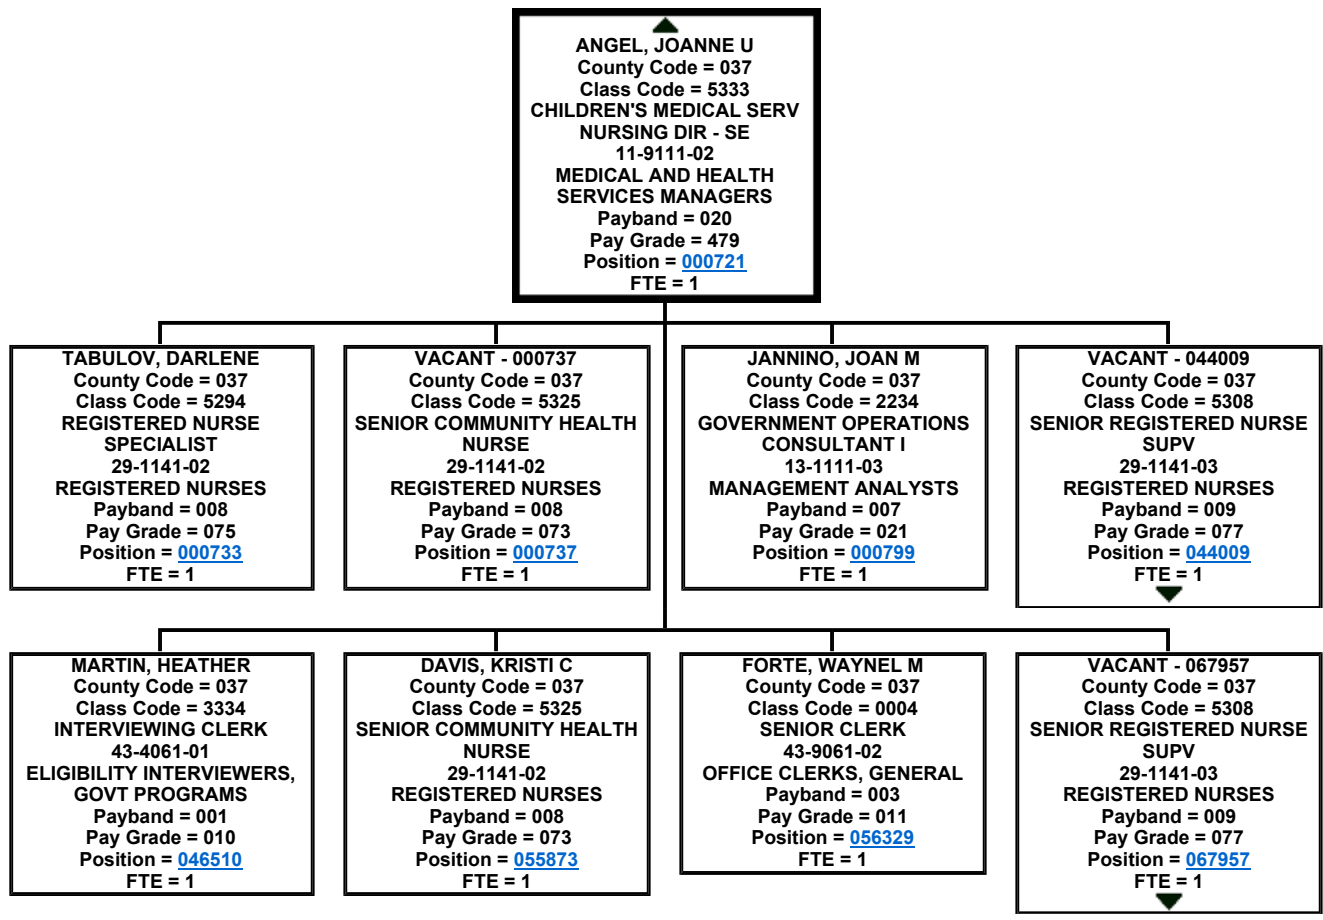 ANGEL, JOANNE U
County Code = 037
Class Code = 5333
CHILDREN'S MEDICAL SERV
NURSING DIR - SE
11-9111-02
MEDICAL AND HEALTH
SERVICES MANAGERS
Payband = 020
Pay Grade = 479
Position = 000721
FTE = 1
TABULOV, DARLENE
County Code = 037
Class Code = 5294
REGISTERED NURSE
SPECIALIST
29-1141-02
REGISTERED NURSES
Payband = 008
Pay Grade = 075
Position = 000733
FTE = 1
VACANT - 000737
County Code = 037
Class Code = 5325
SENIOR COMMUNITY HEALTH
NURSE
29-1141-02
REGISTERED NURSES
Payband = 008
Pay Grade = 073
Position = 000737
FTE = 1
JANNINO, JOAN M
County Code = 037
Class Code = 2234
GOVERNMENT OPERATIONS
CONSULTANT I
13-1111-03
MANAGEMENT ANALYSTS
Payband = 007
Pay Grade = 021
Position = 000799
FTE = 1
VACANT - 044009
County Code = 037
Class Code = 5308
SENIOR REGISTERED NURSE
SUPV
29-1141-03
REGISTERED NURSES
Payband = 009
Pay Grade = 077
Position = 044009
FTE = 1
MARTIN, HEATHER
County Code = 037
Class Code = 3334
INTERVIEWING CLERK
43-4061-01
ELIGIBILITY INTERVIEWERS,
GOVT PROGRAMS
Payband = 001
Pay Grade = 010
Position = 046510
FTE = 1
DAVIS, KRISTI C
County Code = 037
Class Code = 5325
SENIOR COMMUNITY HEALTH
NURSE
29-1141-02
REGISTERED NURSES
Payband = 008
Pay Grade = 073
Position = 055873
FTE = 1
FORTE, WAYNEL M
County Code = 037
Class Code = 0004
SENIOR CLERK
43-9061-02
OFFICE CLERKS, GENERAL
Payband = 003
Pay Grade = 011
Position = 056329
FTE = 1
VACANT - 067957
County Code = 037
Class Code = 5308
SENIOR REGISTERED NURSE
SUPV
29-1141-03
REGISTERED NURSES
Payband = 009
Pay Grade = 077
Position = 067957
FTE = 1